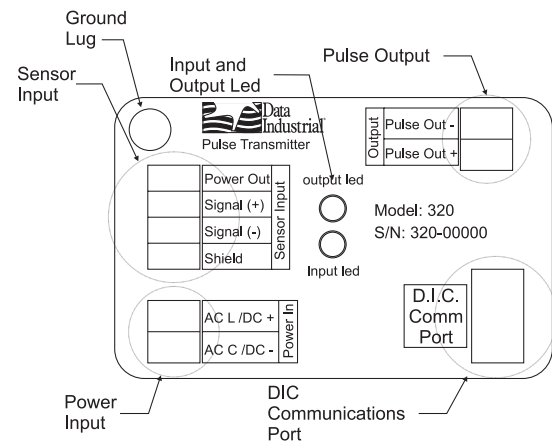 Ground
Lug
Sensor
Input
Input and
Output Led
Pulse Output
Data
Industrial
Pulse Transmitter
Output
Pulse Out -
Pulse Out +
Power Out
Signal (+)
Signal (-)
Shield
Sensor Input
output led
Input led
Model: 320
S/N: 320-00000
AC L /DC +
AC C /DC -
Power In
D.I.C.
Comm
Port
Power
Input
DIC
Communications
Port